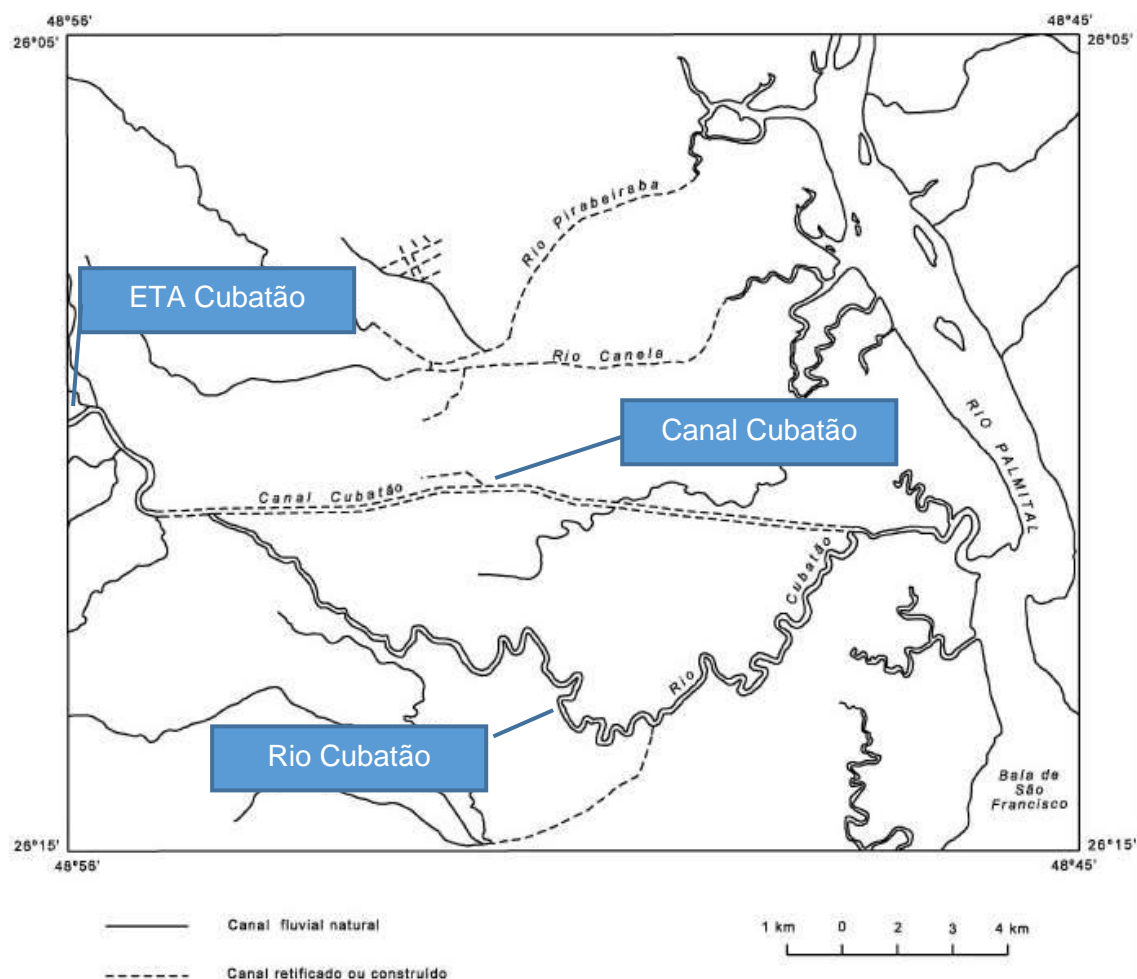 48°56'
48°45'
26°05'
26°05'
Rio Pirabeiraba
ETA Cubatão
Rio Canela
Canal Cubatão
RIO PALMITAL
Canal Cubatão
Rio Cubatão
Rio Cubatão
Baía de
São
Francisco
26°15'
26°15'
48°56'
48°45'
Canal fluvial natural
1 km 0 2 3 4 km
Canal retificado ou construído